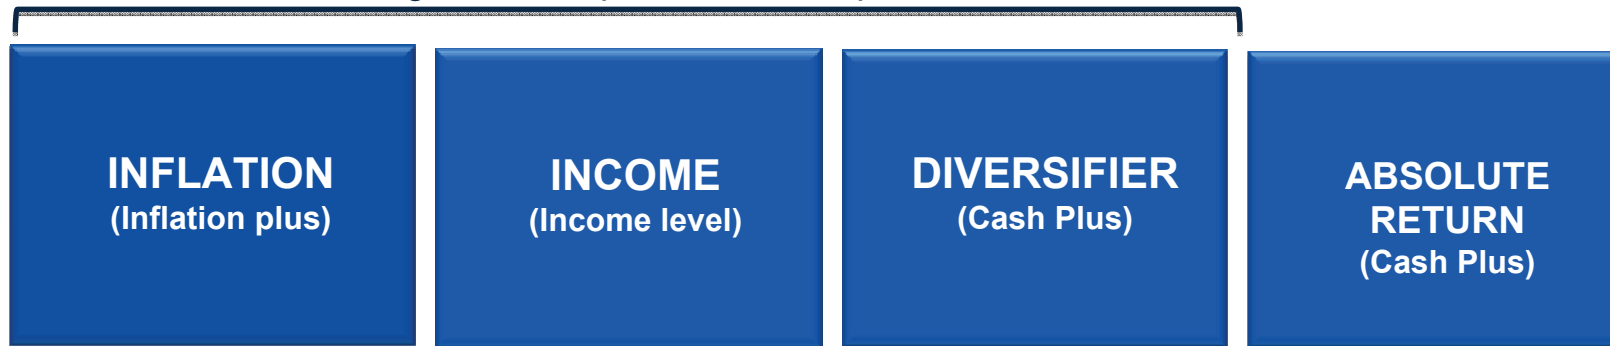 INFLATION
(Inflation plus)
INCOME
(Income level)
DIVERSIFIER
(Cash Plus)
ABSOLUTE
RETURN
(Cash Plus)